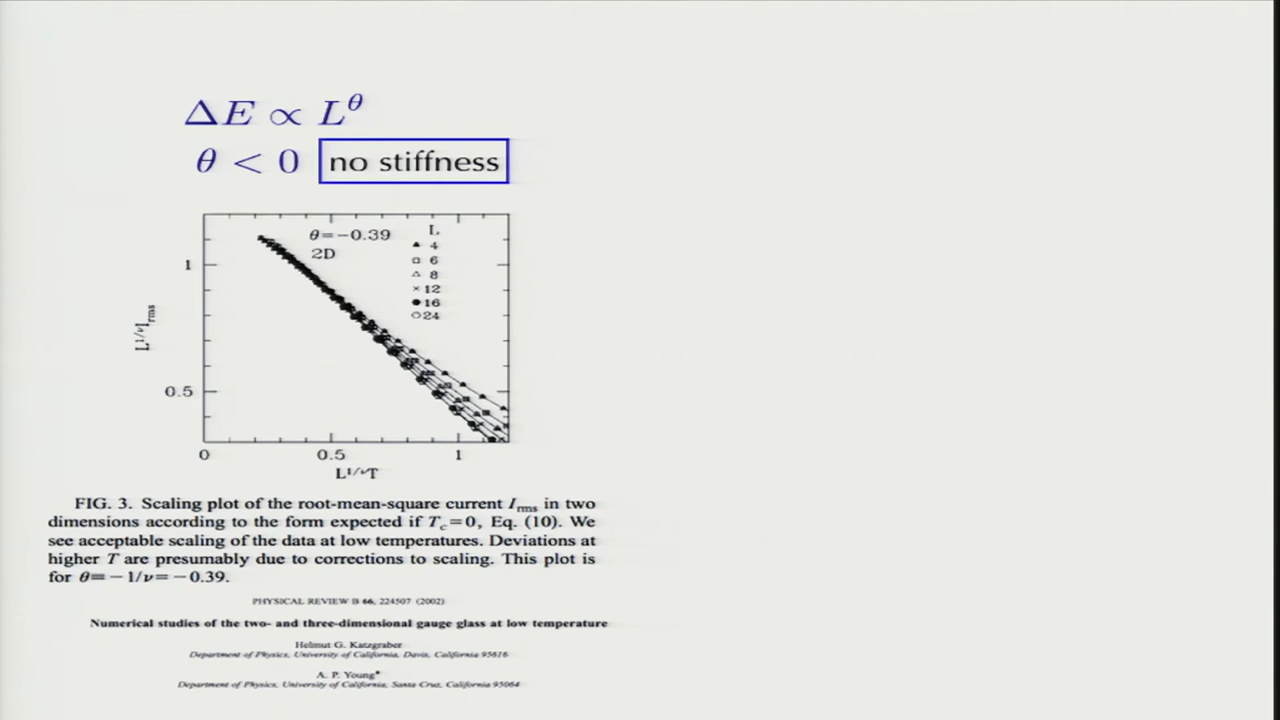 ΔE ∝ L^θ
θ < 0 no stiffness
θ=−0.39
2D
L
4
6
8
12
16
24
1
0.5
L^{1/ν}I_rms
0 0.5 1
L^{1/ν}T
FIG. 3. Scaling plot of the root-mean-square current I_rms in two
dimensions according to the form expected if T_c=0, Eq. (10). We
see acceptable scaling of the data at low temperatures. Deviations at
higher T are presumably due to corrections to scaling. This plot is
for θ≡−1/ν=−0.39.
PHYSICAL REVIEW B 66, 224507 (2002)
Numerical studies of the two- and three-dimensional gauge glass at low temperature
Helmut G. Katzgraber
Department of Physics, University of California, Davis, California 95616
A. P. Young*
Department of Physics, University of California, Santa Cruz, California 95064